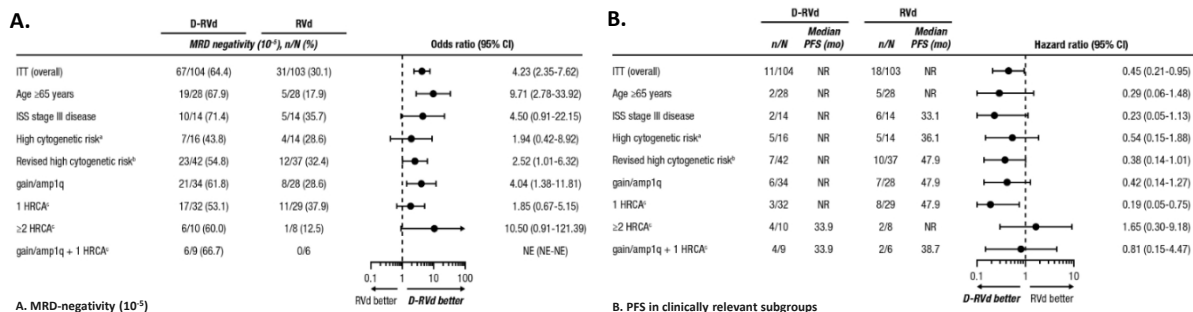 A.
D-RVd RVd
MRD negativity (10⁻⁵), n/N (%) Odds ratio (95% CI)
ITT (overall) 67/104 (64.4) 31/103 (30.1) 4.23 (2.35-7.62)
Age ≥65 years 19/28 (67.9) 5/28 (17.9) 9.71 (2.78-33.92)
ISS stage III disease 10/14 (71.4) 5/14 (35.7) 4.50 (0.91-22.15)
High cytogenetic riskᵃ 7/16 (43.8) 4/14 (28.6) 1.94 (0.42-8.92)
Revised high cytogenetic riskᵇ 23/42 (54.8) 12/37 (32.4) 2.52 (1.01-6.32)
gain/amp1q 21/34 (61.8) 8/28 (28.6) 4.04 (1.38-11.81)
1 HRCAᶜ 17/32 (53.1) 11/29 (37.9) 1.85 (0.67-5.15)
≥2 HRCAᶜ 6/10 (60.0) 1/8 (12.5) 10.50 (0.91-121.39)
gain/amp1q + 1 HRCAᶜ 6/9 (66.7) 0/6 NE (NE-NE)
0.1 1 10 100
RVd better D-RVd better
A. MRD-negativity (10⁻⁵)
B.
D-RVd RVd
n/N Median PFS (mo) n/N Median PFS (mo) Hazard ratio (95% CI)
ITT (overall) 11/104 NR 18/103 NR 0.45 (0.21-0.95)
Age ≥65 years 2/28 NR 5/28 NR 0.29 (0.06-1.48)
ISS stage III disease 2/14 NR 6/14 33.1 0.23 (0.05-1.13)
High cytogenetic riskᵃ 5/16 NR 5/14 36.1 0.54 (0.15-1.88)
Revised high cytogenetic riskᵇ 7/42 NR 10/37 47.9 0.38 (0.14-1.01)
gain/amp1q 6/34 NR 7/28 47.9 0.42 (0.14-1.27)
1 HRCAᶜ 3/32 NR 8/29 47.9 0.19 (0.05-0.75)
≥2 HRCAᶜ 4/10 33.9 2/8 NR 1.65 (0.30-9.18)
gain/amp1q + 1 HRCAᶜ 4/9 33.9 2/6 38.7 0.81 (0.15-4.47)
0.1 1 10
D-RVd better RVd better
B. PFS in clinically relevant subgroups